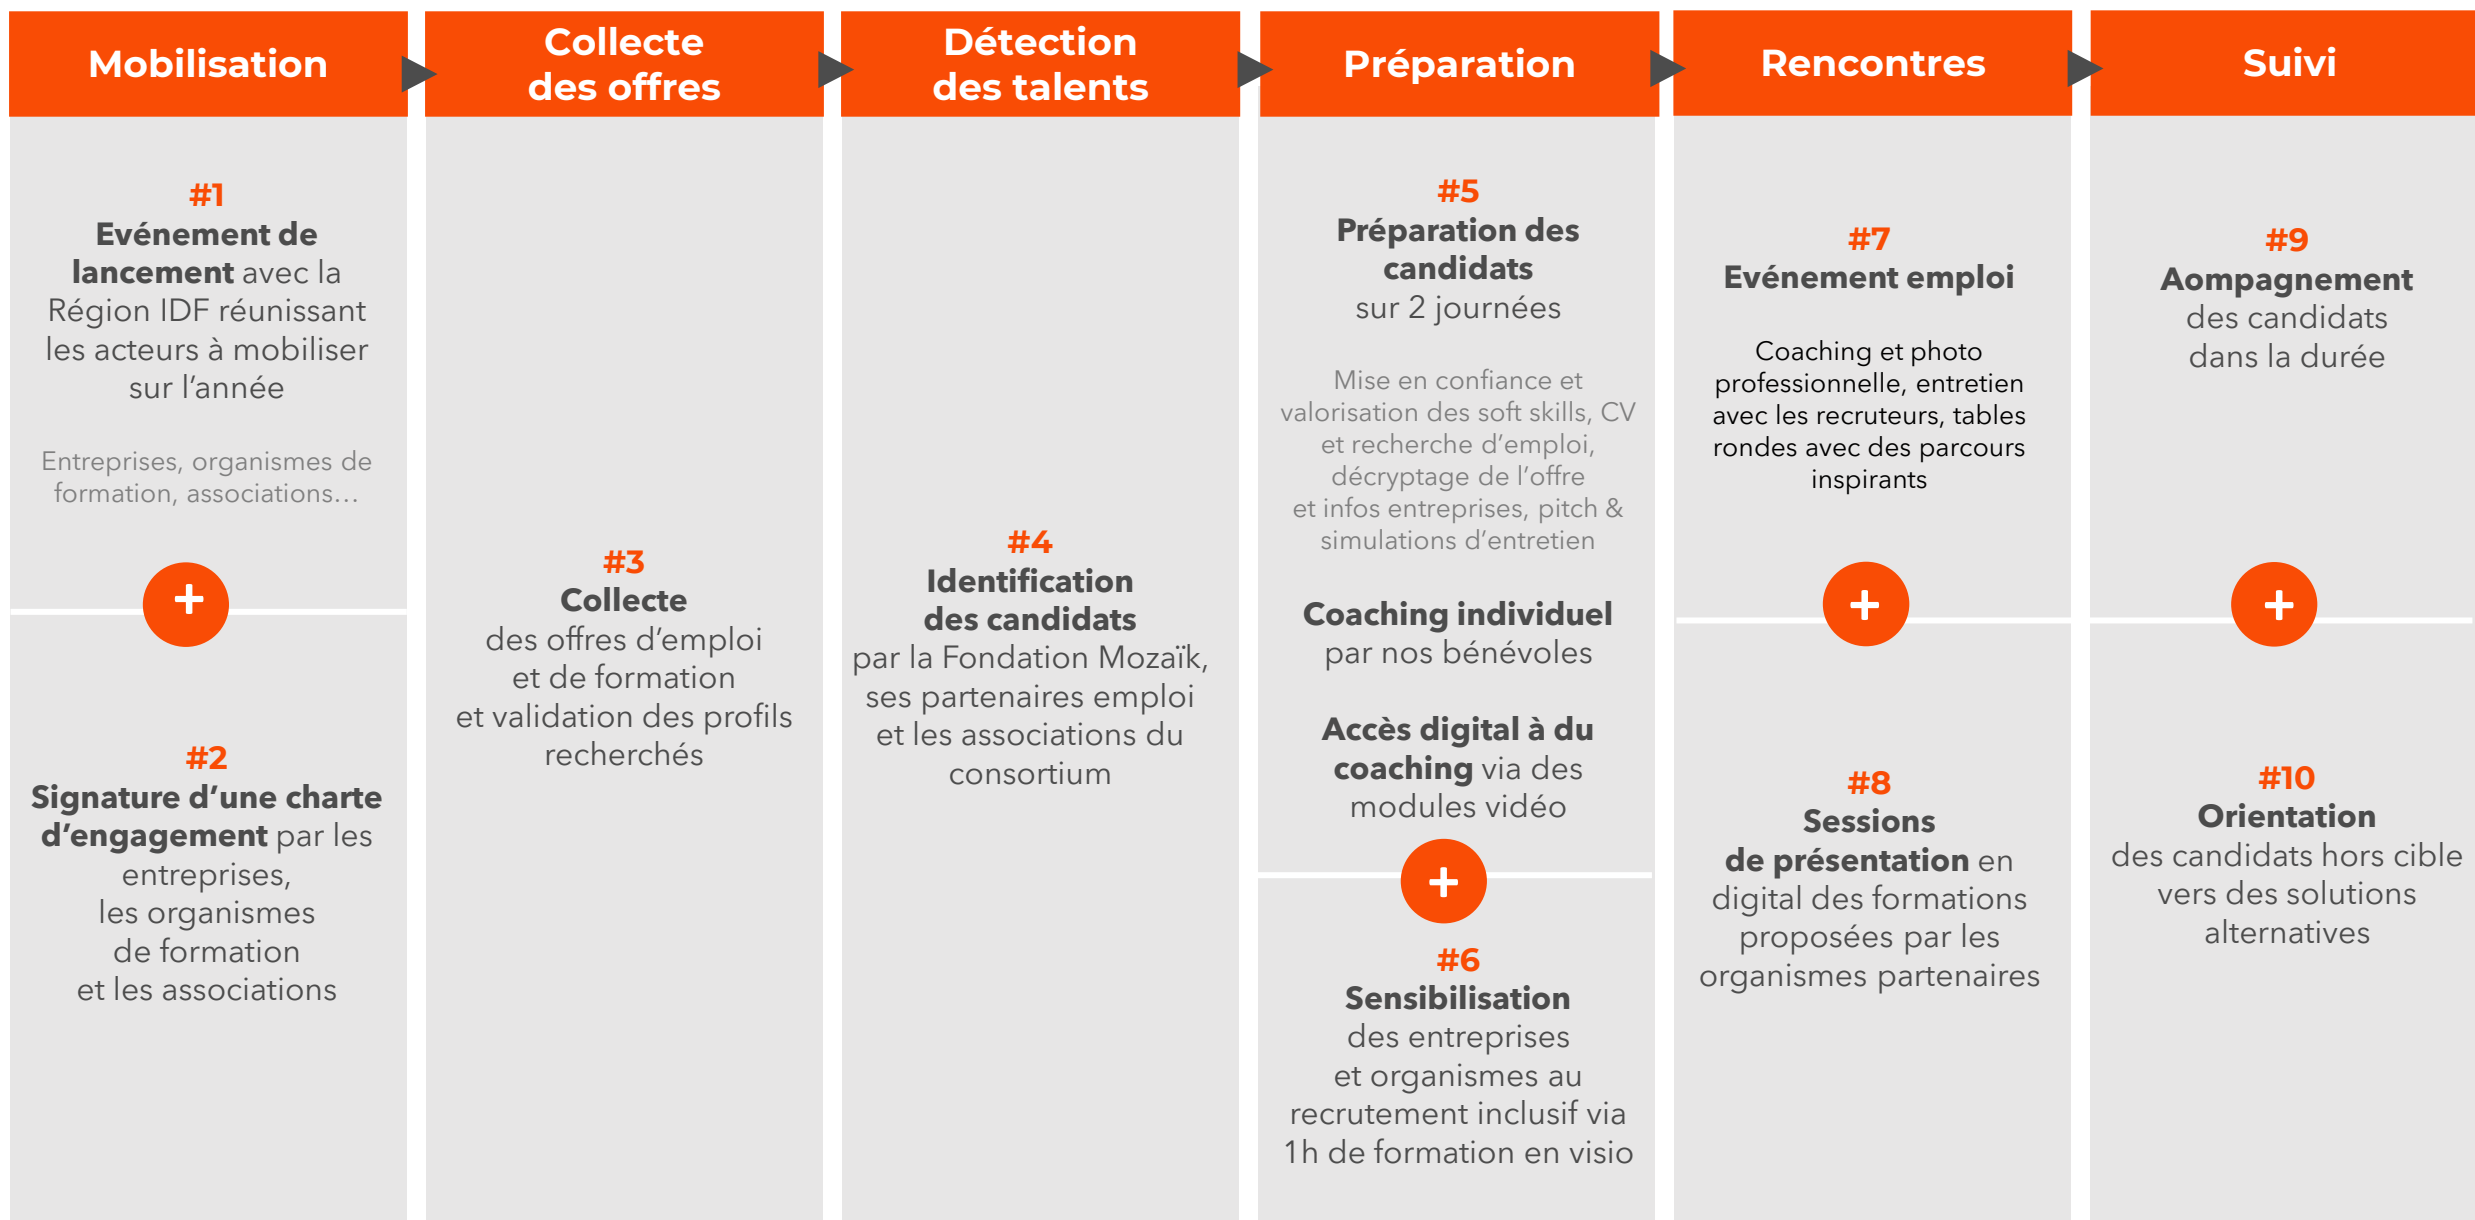 Mobilisation
#1
Evénement de
lancement avec la
Région IDF réunissant
les acteurs à mobiliser
sur l’année
Entreprises, organismes de
formation, associations…
+
#2
Signature d’une charte
d’engagement par les
entreprises,
les organismes
de formation
et les associations
Collecte
des offres
#3
Collecte
des offres d’emploi
et de formation
et validation des profils
recherchés
Détection
des talents
#4
Identification
des candidats
par la Fondation Mozaïk,
ses partenaires emploi
et les associations du
consortium
Préparation
#5
Préparation des
candidats
sur 2 journées
Mise en confiance et
valorisation des soft skills, CV
et recherche d’emploi,
décryptage de l’offre
et infos entreprises, pitch &
simulations d’entretien
Coaching individuel
par nos bénévoles
Accès digital à du
coaching via des
modules vidéo
+
#6
Sensibilisation
des entreprises
et organismes au
recrutement inclusif via
1h de formation en visio
Rencontres
#7
Evénement emploi
Coaching et photo
professionnelle, entretien
avec les recruteurs, tables
rondes avec des parcours
inspirants
+
#8
Sessions
de présentation en
digital des formations
proposées par les
organismes partenaires
Suivi
#9
Aompagnement
des candidats
dans la durée
+
#10
Orientation
des candidats hors cible
vers des solutions
alternatives